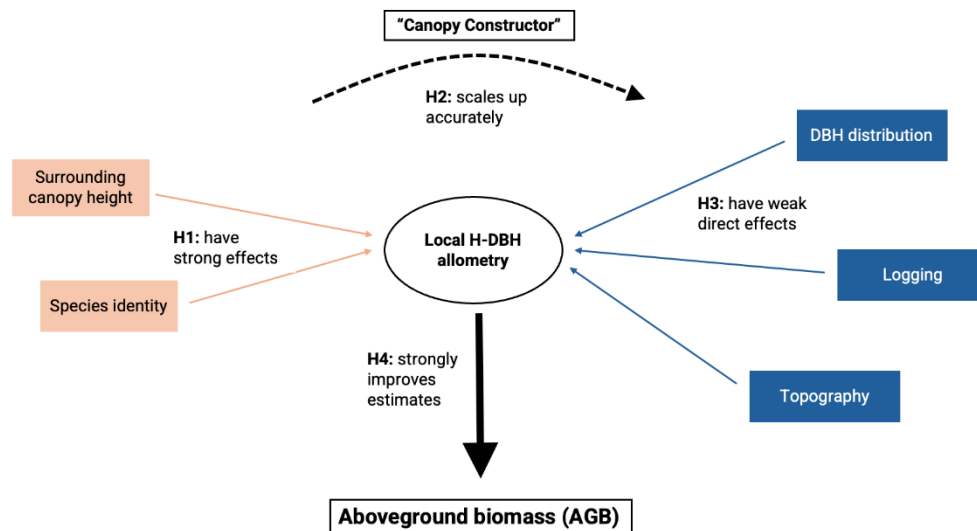 “Canopy Constructor”
H2: scales up
accurately
DBH distribution
Surrounding
canopy height
H1: have
strong effects
Local H-DBH
allometry
H3: have weak
direct effects
Logging
Species identity
H4: strongly
improves
estimates
Topography
Aboveground biomass (AGB)